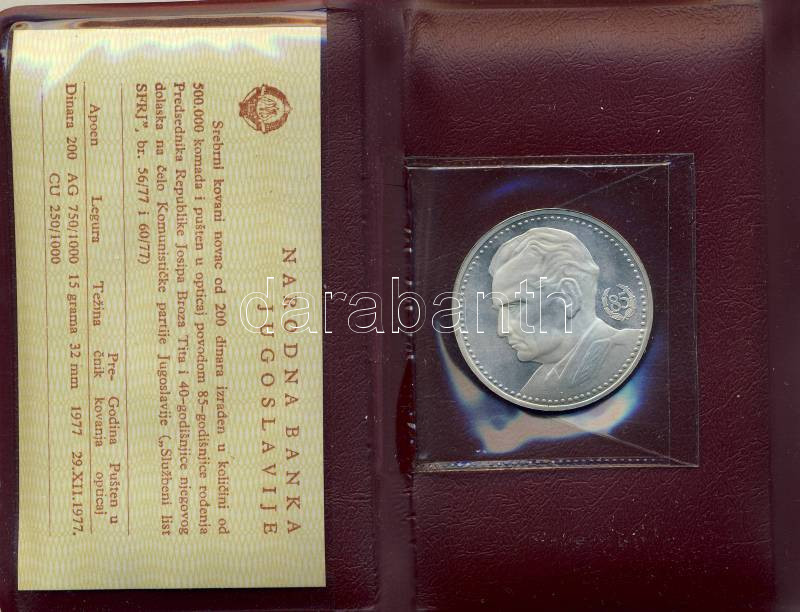 NARODNA BANKA
JUGOSLAVIJE
Srebrni kovani novac od 200 dinara izrađen u količini od
500.000 komada i pušten u opticaj povodom 85-godišnjice rođenja
Predsednika Republike Josipa Broza Tita i 40-godišnjice njegovog
dolaska na čelo Komunističke partije Jugoslavije („Službeni list
SFRJ”, br. 56/77 i 60/77)
Apoen Legura Težina Pre- Godina Pušten u
čnik kovanja opticaj
Dinara 200 AG 750/1000 15 grama 32 mm 1977 29.XII.1977.
CU 250/1000
85
darabanth